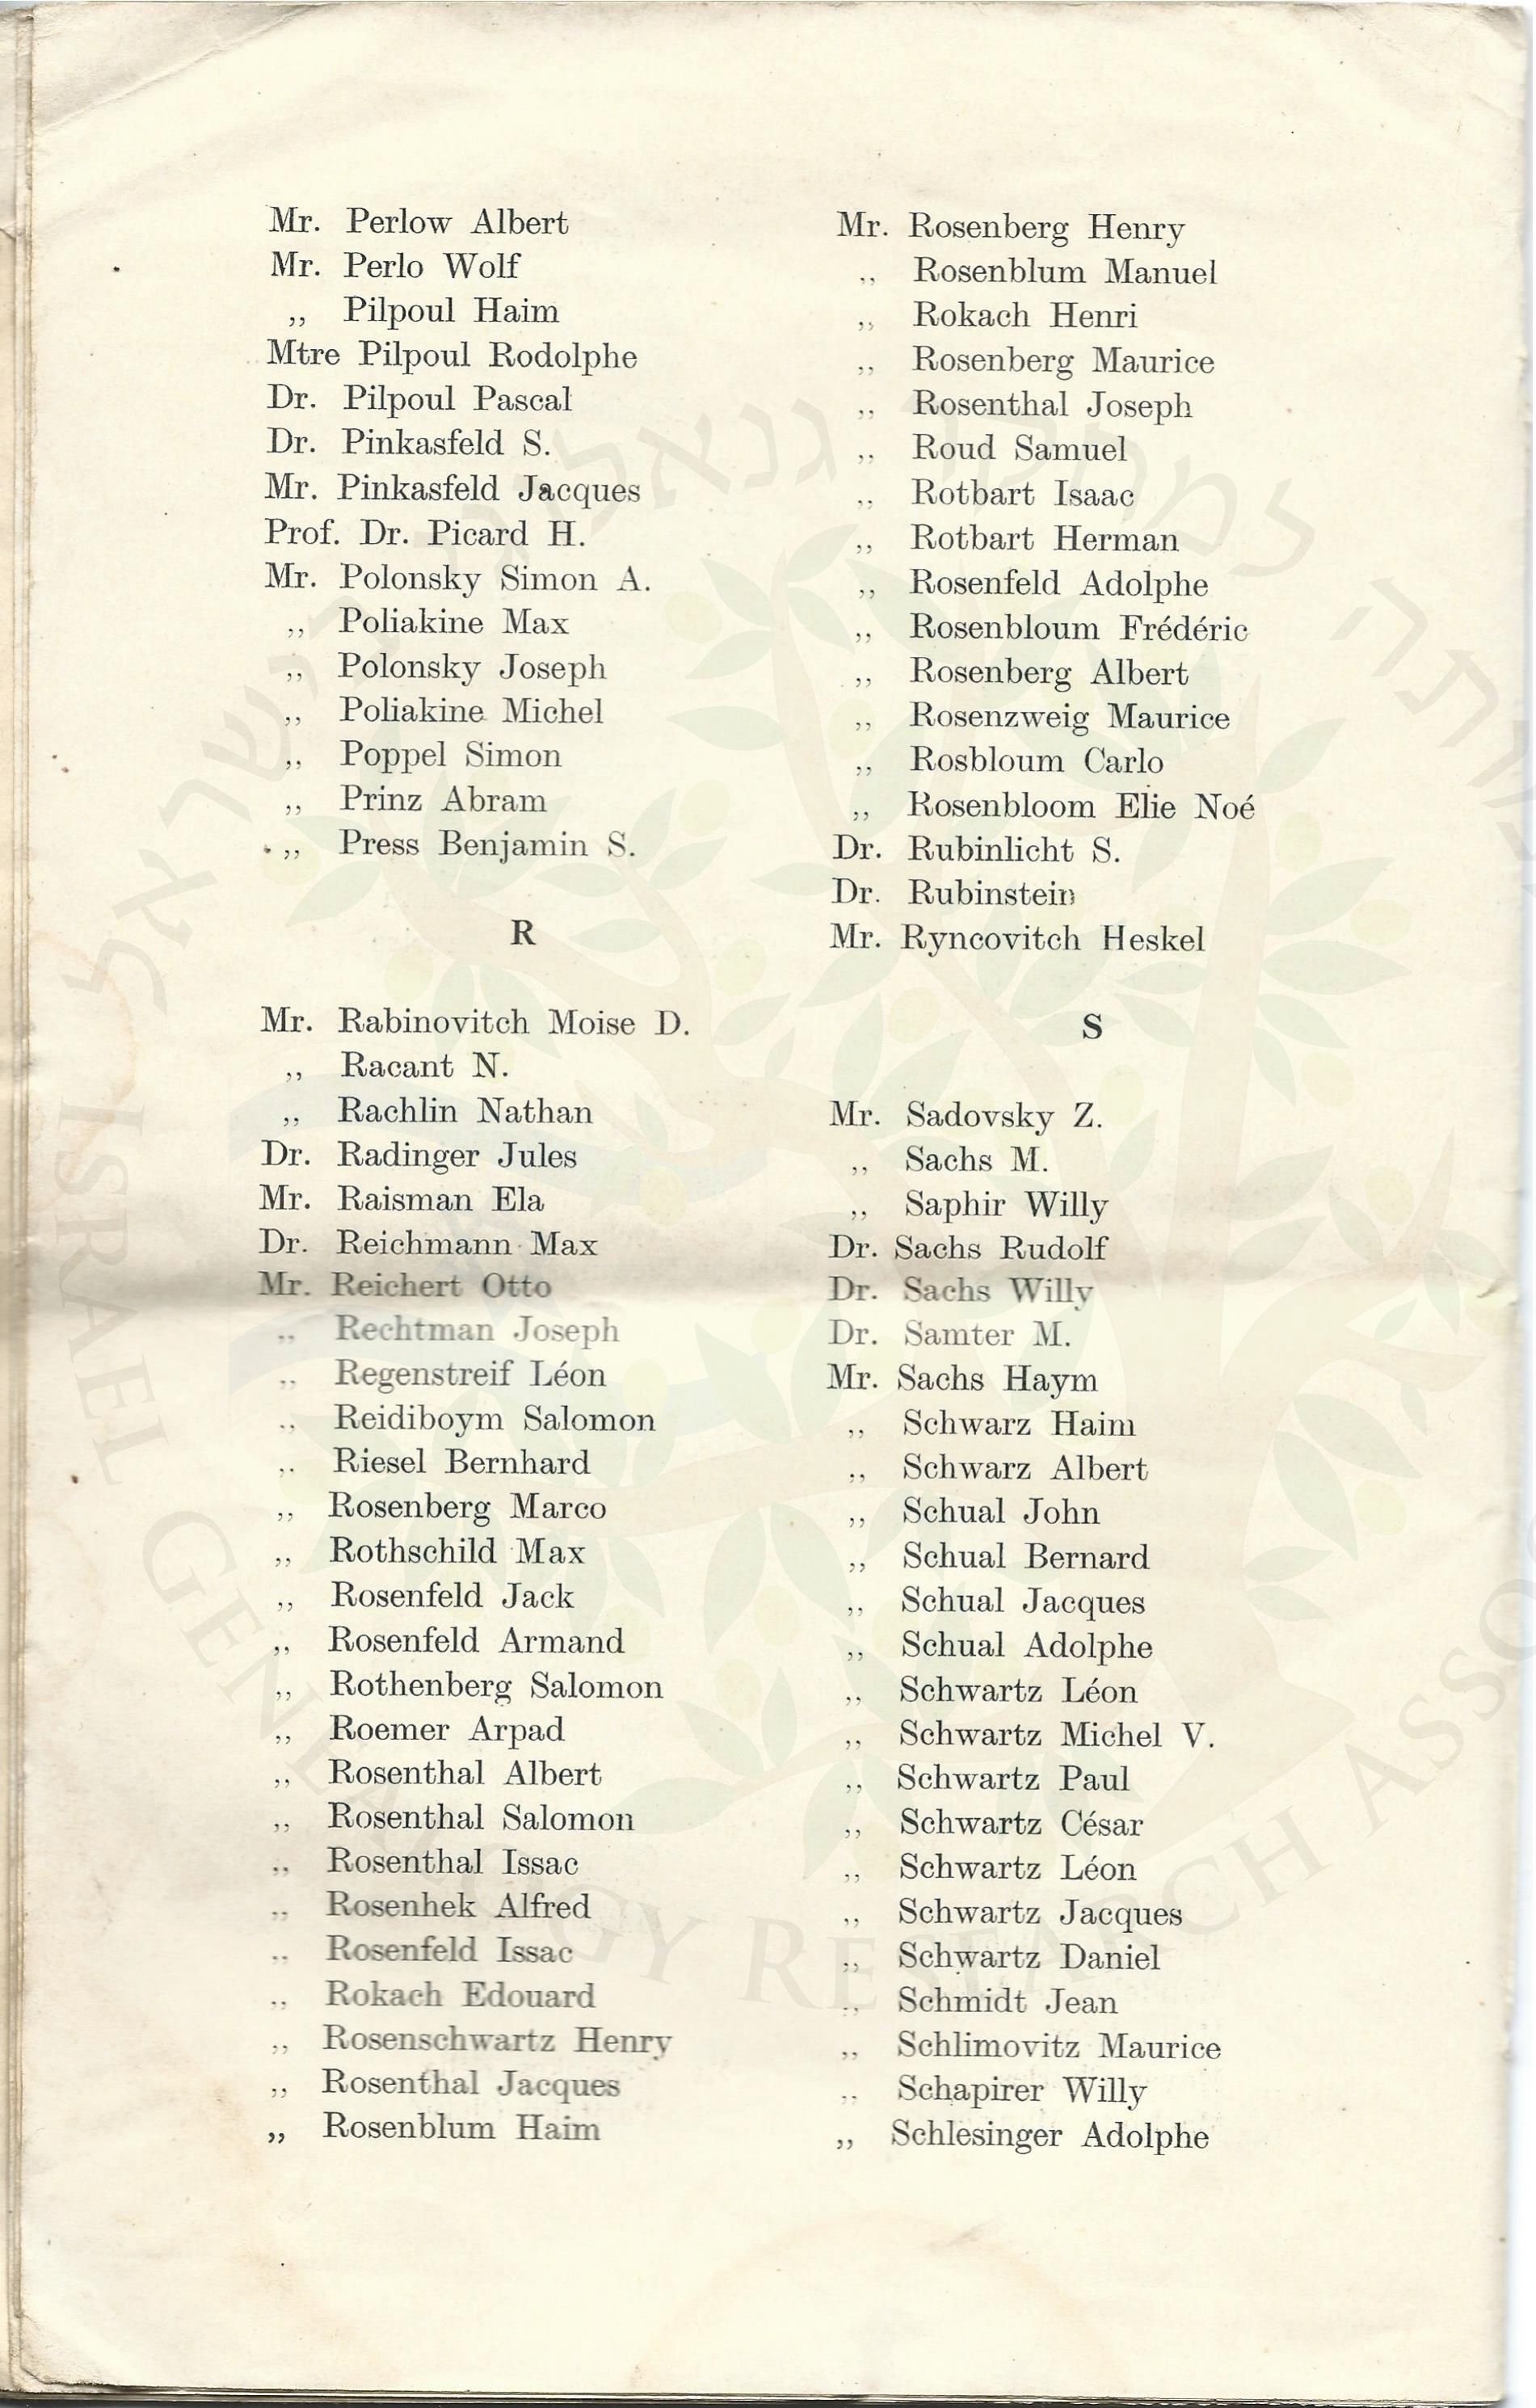 Mr. Perlow Albert
Mr. Perlo Wolf
,, Pilpoul Haim
Mtre Pilpoul Rodolphe
Dr. Pilpoul Pascal
Dr. Pinkasfeld S.
Mr. Pinkasfeld Jacques
Prof. Dr. Picard H.
Mr. Polonsky Simon A.
,, Poliakine Max
,, Polonsky Joseph
,, Poliakine Michel
,, Poppel Simon
,, Prinz Abram
,, Press Benjamin S.
R
Mr. Rabinovitch Moise D.
,, Racant N.
,, Rachlin Nathan
Dr. Radinger Jules
Mr. Raisman Ela
Dr. Reichmann Max
Mr. Reichert Otto
,, Rechtman Joseph
,, Regenstreif Léon
,, Reidiboym Salomon
,, Riesel Bernhard
,, Rosenberg Marco
,, Rothschild Max
,, Rosenfeld Jack
,, Rosenfeld Armand
,, Rothenberg Salomon
,, Roemer Arpad
,, Rosenthal Albert
,, Rosenthal Salomon
,, Rosenthal Issac
,, Rosenhek Alfred
,, Rosenfeld Issac
,, Rokach Edouard
,, Rosenschwartz Henry
,, Rosenthal Jacques
,, Rosenblum Haim
Mr. Rosenberg Henry
,, Rosenblum Manuel
,, Rokach Henri
,, Rosenberg Maurice
,, Rosenthal Joseph
,, Roud Samuel
,, Rotbart Isaac
,, Rotbart Herman
,, Rosenfeld Adolphe
,, Rosenbloum Frédéric
,, Rosenberg Albert
,, Rosenzweig Maurice
,, Rosbloum Carlo
,, Rosenbloom Elie Noé
Dr. Rubinlicht S.
Dr. Rubinstein
Mr. Ryncovitch Heskel
S
Mr. Sadovsky Z.
,, Sachs M.
,, Saphir Willy
Dr. Sachs Rudolf
Dr. Sachs Willy
Dr. Samter M.
Mr. Sachs Haym
,, Schwarz Haim
,, Schwarz Albert
,, Schual John
,, Schual Bernard
,, Schual Jacques
,, Schual Adolphe
,, Schwartz Léon
,, Schwartz Michel V.
,, Schwartz Paul
,, Schwartz César
,, Schwartz Léon
,, Schwartz Jacques
,, Schwartz Daniel
,, Schmidt Jean
,, Schlimovitz Maurice
,, Schapirer Willy
,, Schlesinger Adolphe
ISRAEL GENEALOGY RESEARCH